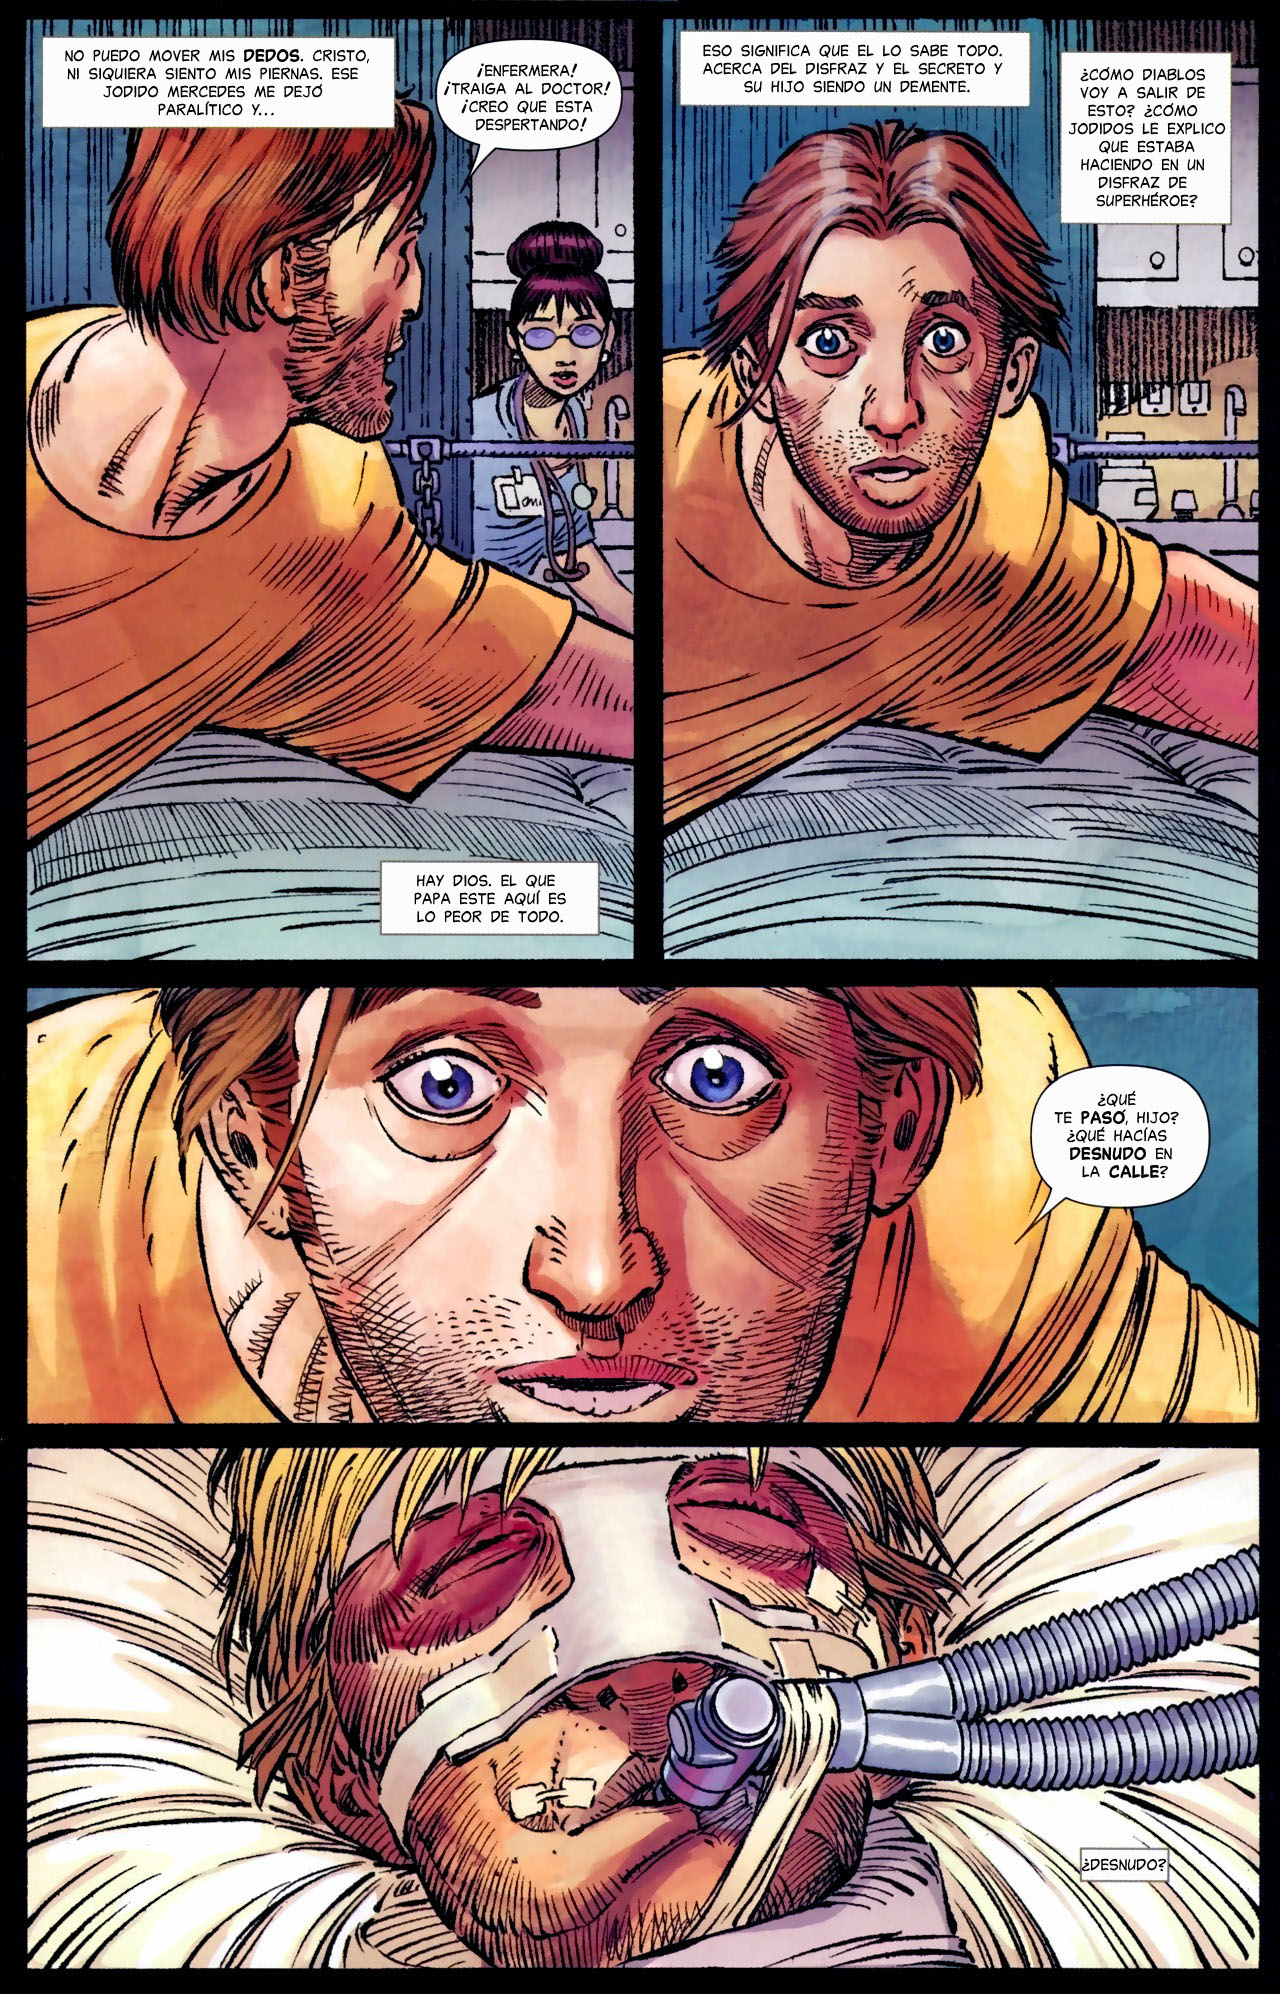 NO PUEDO MOVER MIS DEDOS. CRISTO,
NI SIQUIERA SIENTO MIS PIERNAS. ESE
JODIDO MERCEDES ME DEJÓ
PARALÍTICO Y...
¡ENFERMERA!
¡TRAIGA AL DOCTOR!
¡CREO QUE ESTA
DESPERTANDO!
HAY DIOS. EL QUE
PAPA ESTE AQUÍ ES
LO PEOR DE TODO.
ESO SIGNIFICA QUE EL LO SABE TODO.
ACERCA DEL DISFRAZ Y EL SECRETO Y
SU HIJO SIENDO UN DEMENTE.
¿CÓMO DIABLOS
VOY A SALIR DE
ESTO? ¿CÓMO
JODIDOS LE EXPLICO
QUE ESTABA
HACIENDO EN UN
DISFRAZ DE
SUPERHÉROE?
¿QUÉ
TE PASÓ, HIJO?
¿QUÉ HACÍAS
DESNUDO EN
LA CALLE?
¿DESNUDO?